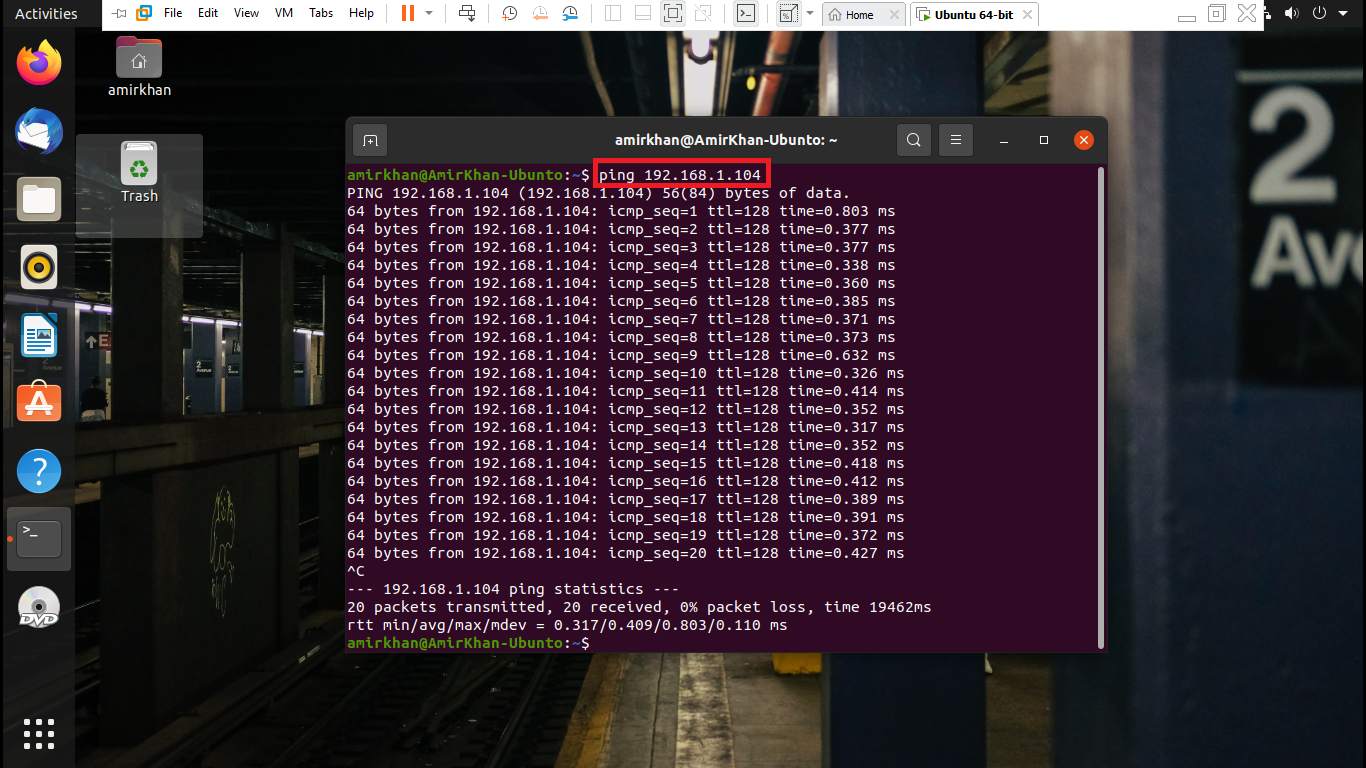 Activities
File Edit View VM Tabs Help
Home
Ubuntu 64-bit
amirkhan
Trash
DVD
2
Ave
2
Avenue
amirkhan@AmirKhan-Ubunto: ~
amirkhan@AmirKhan-Ubunto:~$ ping 192.168.1.104
PING 192.168.1.104 (192.168.1.104) 56(84) bytes of data.
64 bytes from 192.168.1.104: icmp_seq=1 ttl=128 time=0.803 ms
64 bytes from 192.168.1.104: icmp_seq=2 ttl=128 time=0.377 ms
64 bytes from 192.168.1.104: icmp_seq=3 ttl=128 time=0.377 ms
64 bytes from 192.168.1.104: icmp_seq=4 ttl=128 time=0.338 ms
64 bytes from 192.168.1.104: icmp_seq=5 ttl=128 time=0.360 ms
64 bytes from 192.168.1.104: icmp_seq=6 ttl=128 time=0.385 ms
64 bytes from 192.168.1.104: icmp_seq=7 ttl=128 time=0.371 ms
64 bytes from 192.168.1.104: icmp_seq=8 ttl=128 time=0.373 ms
64 bytes from 192.168.1.104: icmp_seq=9 ttl=128 time=0.632 ms
64 bytes from 192.168.1.104: icmp_seq=10 ttl=128 time=0.326 ms
64 bytes from 192.168.1.104: icmp_seq=11 ttl=128 time=0.414 ms
64 bytes from 192.168.1.104: icmp_seq=12 ttl=128 time=0.352 ms
64 bytes from 192.168.1.104: icmp_seq=13 ttl=128 time=0.317 ms
64 bytes from 192.168.1.104: icmp_seq=14 ttl=128 time=0.352 ms
64 bytes from 192.168.1.104: icmp_seq=15 ttl=128 time=0.418 ms
64 bytes from 192.168.1.104: icmp_seq=16 ttl=128 time=0.412 ms
64 bytes from 192.168.1.104: icmp_seq=17 ttl=128 time=0.389 ms
64 bytes from 192.168.1.104: icmp_seq=18 ttl=128 time=0.391 ms
64 bytes from 192.168.1.104: icmp_seq=19 ttl=128 time=0.372 ms
64 bytes from 192.168.1.104: icmp_seq=20 ttl=128 time=0.427 ms
^C
--- 192.168.1.104 ping statistics ---
20 packets transmitted, 20 received, 0% packet loss, time 19462ms
rtt min/avg/max/mdev = 0.317/0.409/0.803/0.110 ms
amirkhan@AmirKhan-Ubunto:~$